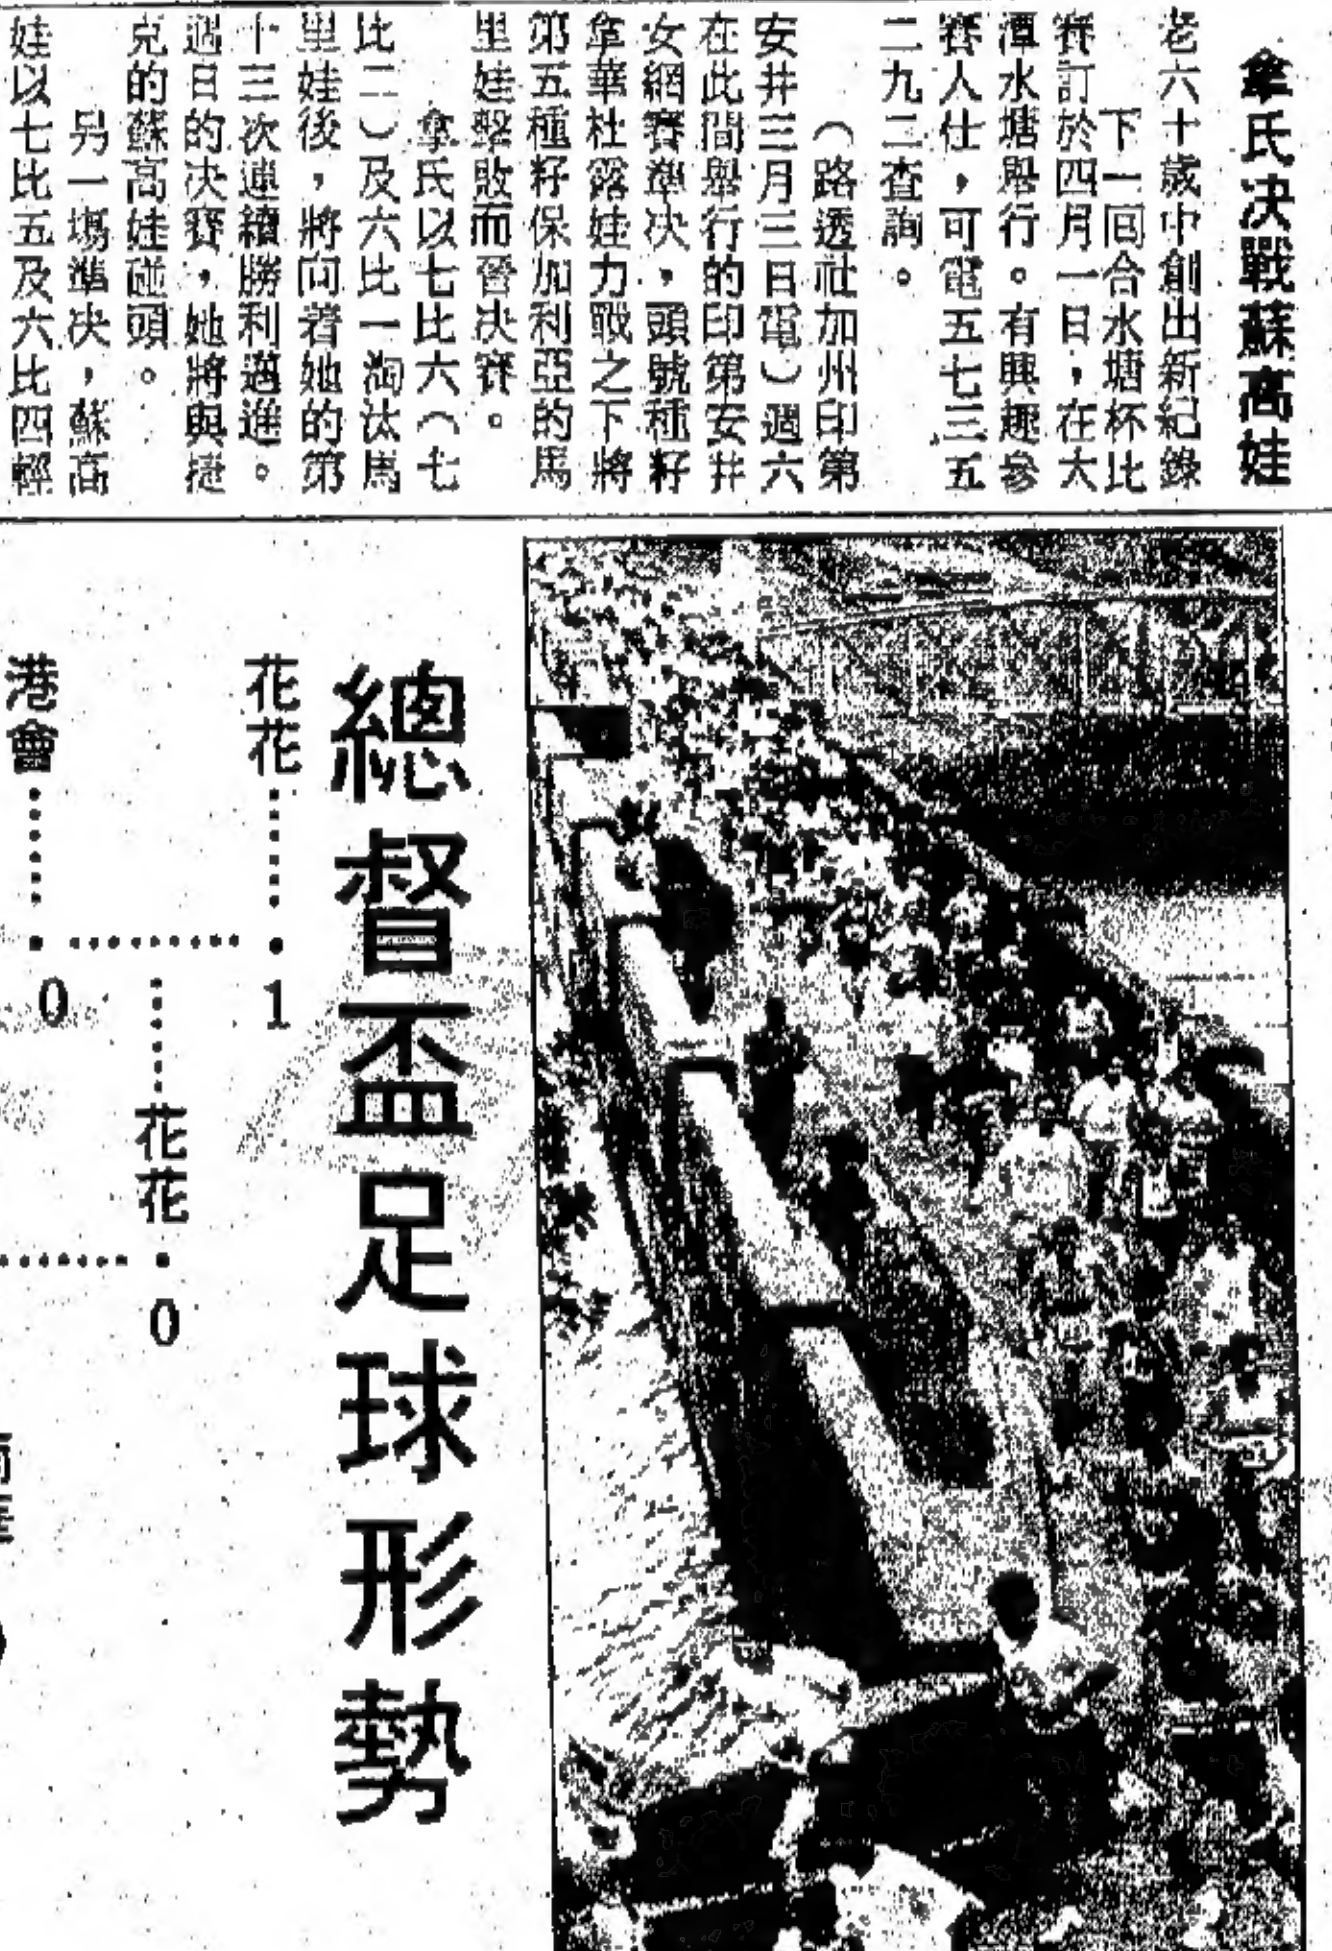 拿氏決戰蘇高娃
老六十歲中創出新紀錄
下一回合水塘杯比
賽訂於四月一日，在大
潭水塘舉行。有興趣參
賽人仕，可電五七三五
二九二查詢。
（路透社加州印第
安井三月三日電）週六
在此間舉行的印第安井
女網賽準決，頭號種籽
拿華杜露娃力戰之下將
第五種籽保加利亞的馬
里娃擊敗而晉決賽。
拿氏以七比六（七
比二）及六比一淘汰馬
里娃後，將向着她的第
十三次連續勝利邁進。
週日的決賽，她將與捷
克的蘇高娃碰頭。
另一場準決，蘇高
娃以七比五及六比四輕
總督盃足球形勢
花花………1
港會………0
花花．0